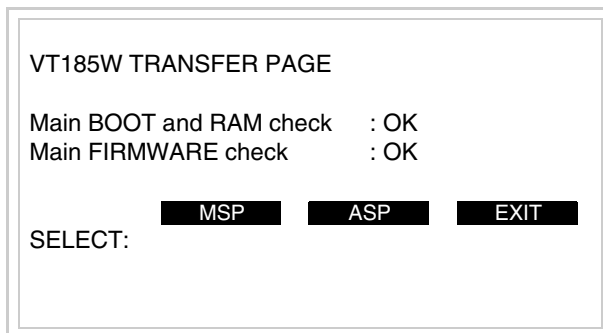 VT185W TRANSFER PAGE
Main BOOT and RAM check : OK
Main FIRMWARE check : OK
MSP ASP EXIT
SELECT: